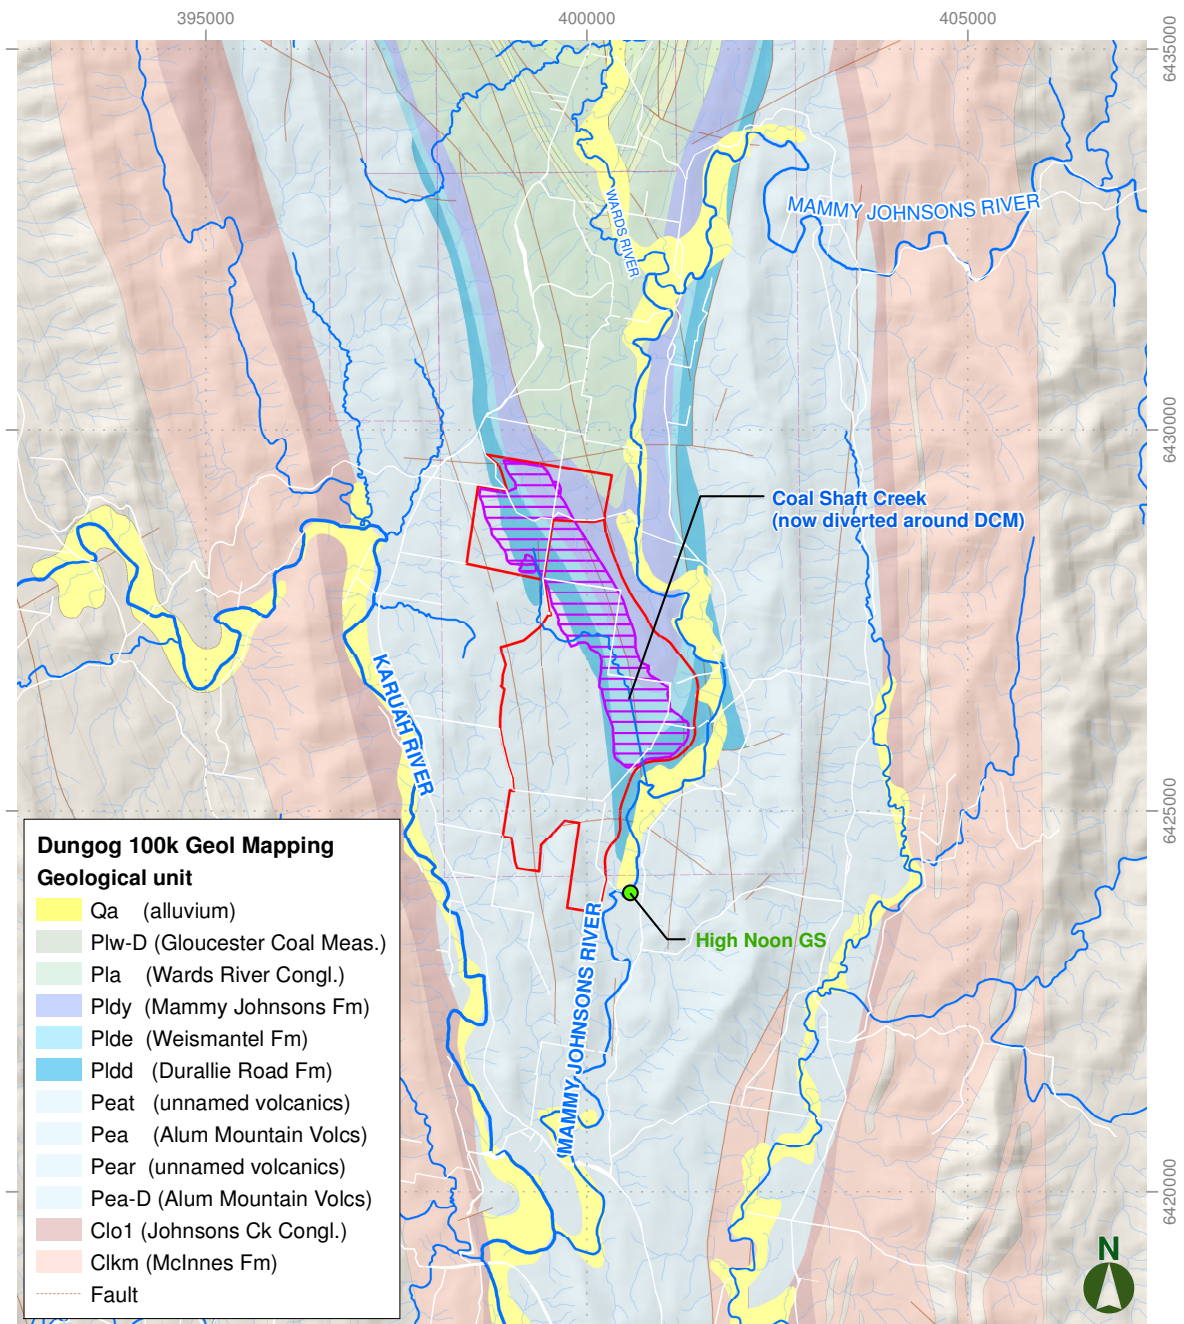 395000
400000
405000
6435000
WARDS RIVER
MAMMY JOHNSONS RIVER
6430000
Coal Shaft Creek
(now diverted around DCM)
KARUAH RIVER
6425000
High Noon GS
MAMMY JOHNSONS RIVER
6420000
Dungog 100k Geol Mapping
Geological unit
Qa (alluvium)
Plw-D (Gloucester Coal Meas.)
Pla (Wards River Congl.)
Pldy (Mammy Johnsons Fm)
Plde (Weismantel Fm)
Pldd (Durallie Road Fm)
Peat (unnamed volcanics)
Pea (Alum Mountain Volcs)
Pear (unnamed volcanics)
Pea-D (Alum Mountain Volcs)
Clo1 (Johnsons Ck Congl.)
Clkm (McInnes Fm)
Fault
N